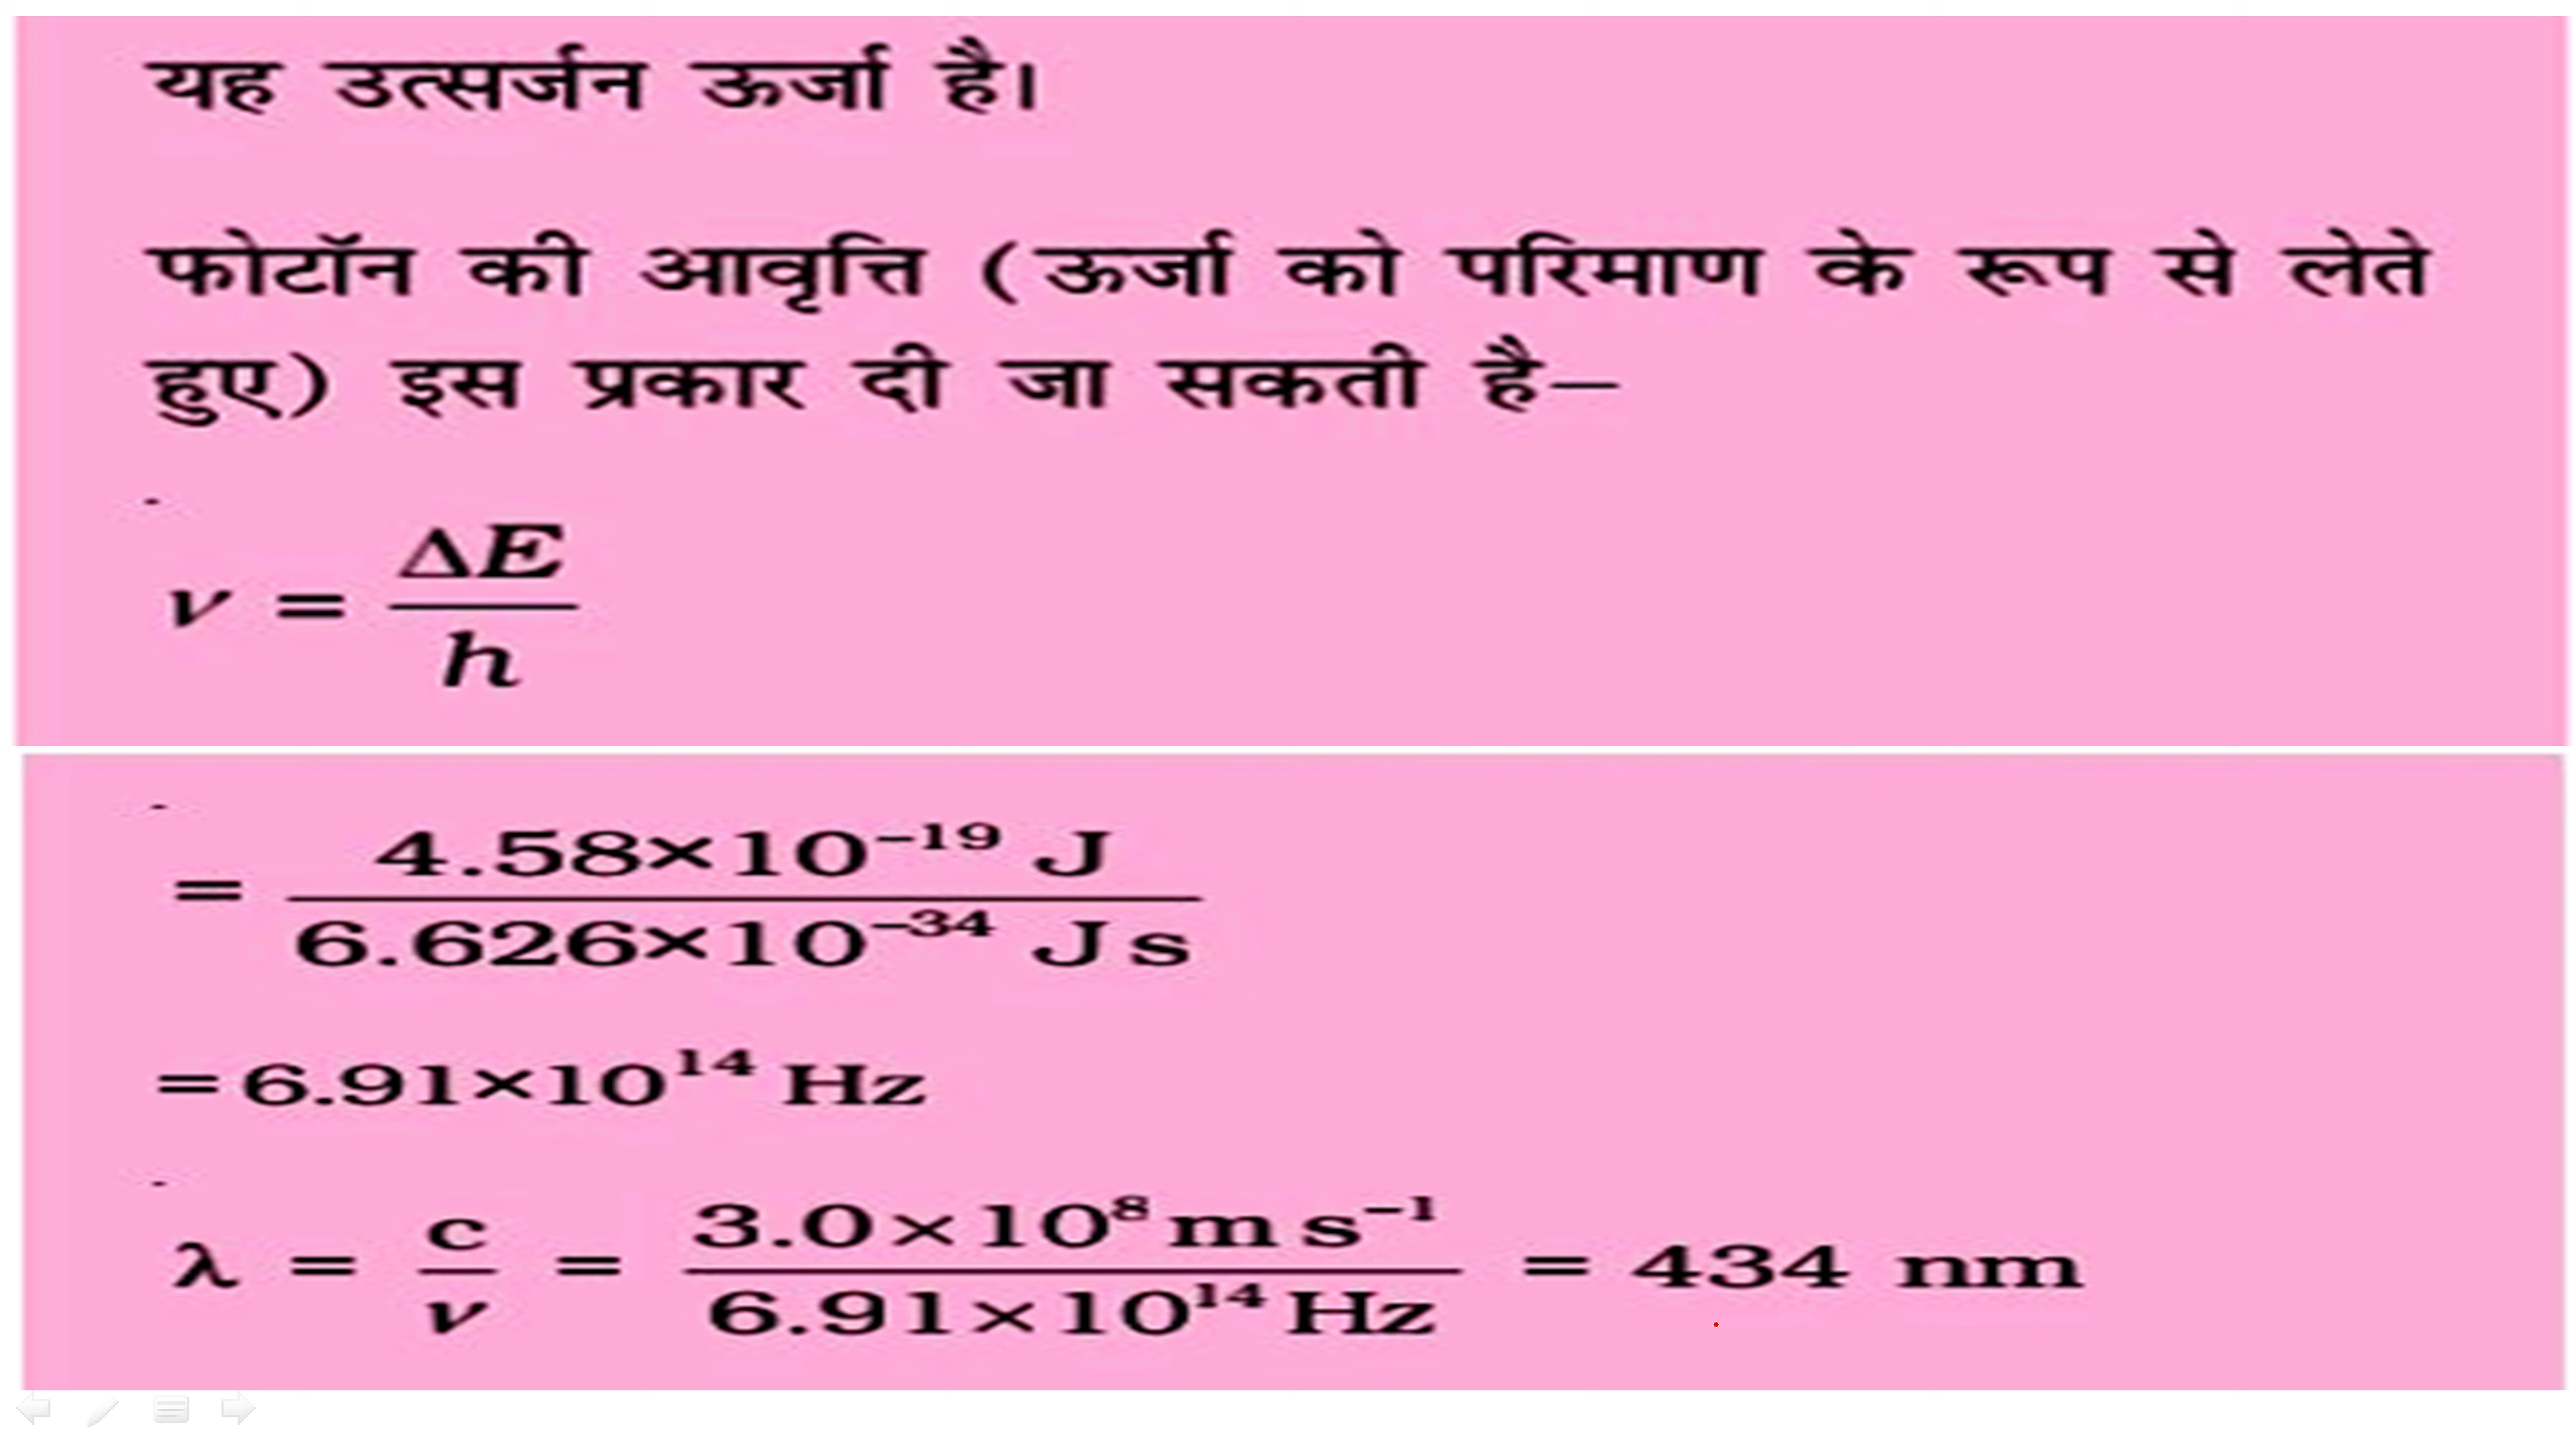 यह उत्सर्जन ऊर्जा है।
फोटॉन की आवृत्ति (ऊर्जा को परिमाण के रूप से लेते
हुए) इस प्रकार दी जा सकती है–
ν = ΔE / h
= 4.58×10⁻¹⁹ J / 6.626×10⁻³⁴ J s
= 6.91×10¹⁴ Hz
λ = c / ν = 3.0×10⁸ m s⁻¹ / 6.91×10¹⁴ Hz = 434 nm